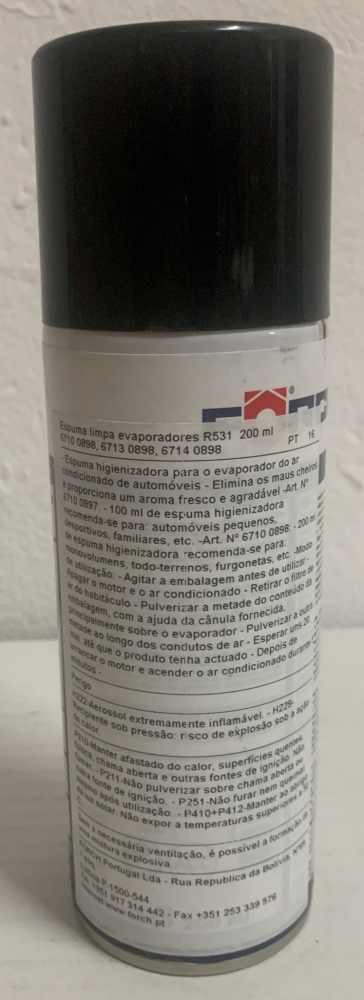 Espuma limpa evaporadores R531 200 ml
6710 0898, 6713 0898, 6714 0898
PT 16
- Espuma higienizadora para o evaporador do ar
condicionado de automóveis - Elimina os maus cheiros
e proporciona um aroma fresco e agradável -Art. Nº
6710 0897: - 100 ml de espuma higienizadora
recomenda-se para: automóveis pequenos,
desportivos, familiares, etc. -Art. Nº 6710 0898: - 200 ml
de espuma higienizadora recomenda-se para:
monovolumens, todo-terrenos, furgonetas, etc. -Modo
de utilização: - Agitar a embalagem antes de utilizar -
Apagar o motor e o ar condicionado - Retirar o filtro de
ar do habitáculo - Pulverizar a metade do conteúdo da
embalagem, com a ajuda da cânula fornecida,
principalmente sobre o evaporador - Pulverizar a outra
metade ao longo dos condutos de ar - Esperar uns 20
min. até que o produto tenha actuado - Depois de
arrancar o motor e acender o ar condicionado durante
minutos -
Perigo
H222-Aerossol extremamente inflamável. - H229-
Recipiente sob pressão: risco de explosão sob a ação
do calor.
P210-Manter afastado do calor, superfícies quentes,
faísca, chama aberta e outras fontes de ignição. Não
fumar. - P211-Não pulverizar sobre chama aberta ou
outra fonte de ignição. - P251-Não furar nem queimar,
mesmo após utilização. - P410+P412-Manter ao abrigo
da luz solar. Não expor a temperaturas superiores a 50
C.
Sem a necessária ventilação, é possível a formação de
uma mistura explosiva.
FÖRCH Portugal Lda - Rua Republica da Bolivia, Nº69
Lisboa P-1500-544
Tel +351 917 314 442 - Fax +351 253 339 576
Internet www.forch.pt